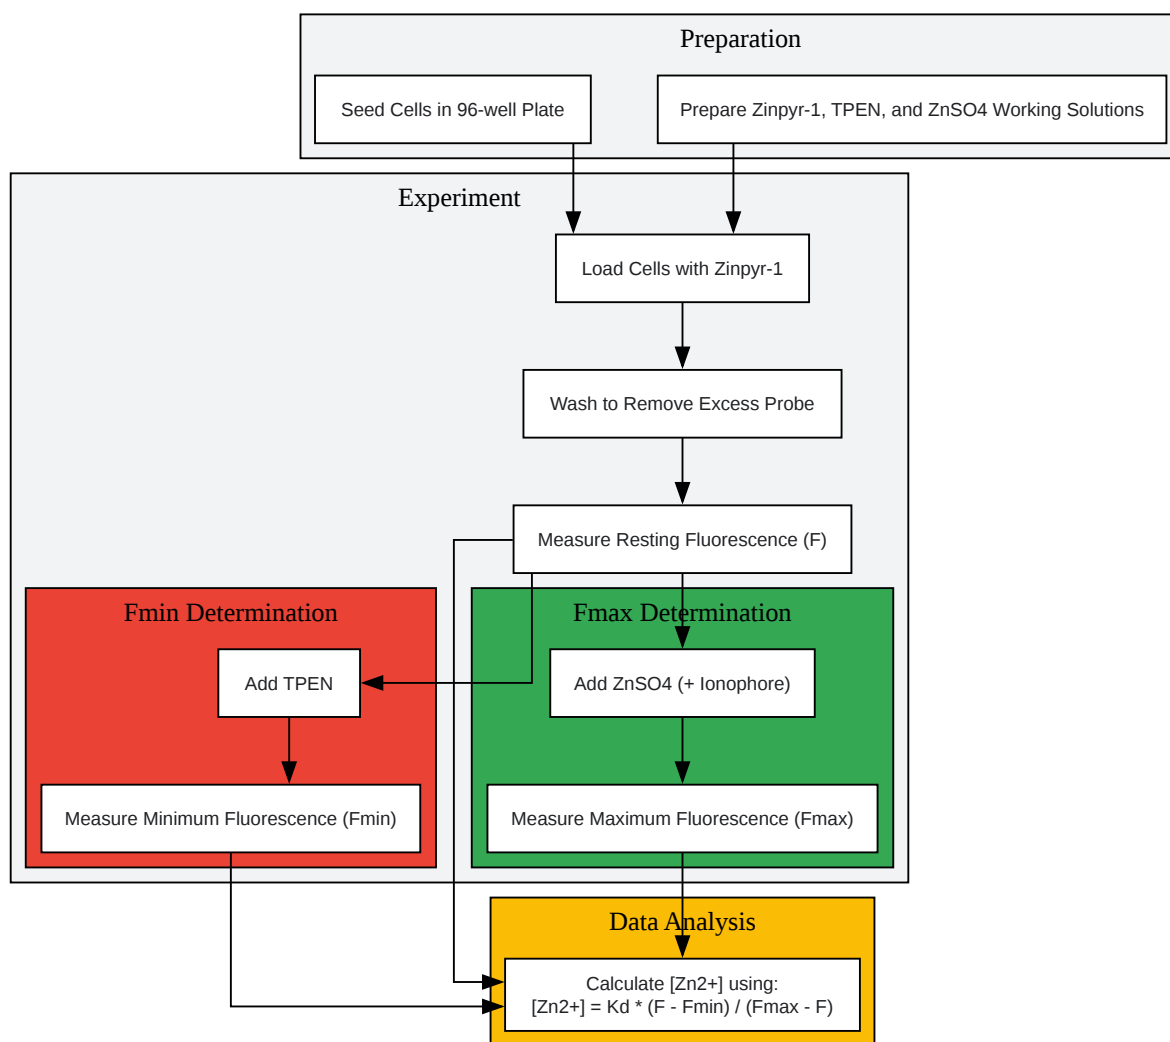 Preparation
Seed Cells in 96-well Plate
Prepare Zinpyr-1, TPEN, and ZnSO4 Working Solutions
Experiment
Load Cells with Zinpyr-1
Wash to Remove Excess Probe
Measure Resting Fluorescence (F)
Fmin Determination
Fmax Determination
Add TPEN
Add ZnSO4 (+ Ionophore)
Measure Minimum Fluorescence (Fmin)
Measure Maximum Fluorescence (Fmax)
Data Analysis
Calculate [Zn2+] using:
[Zn2+] = Kd * (F - Fmin) / (Fmax - F)